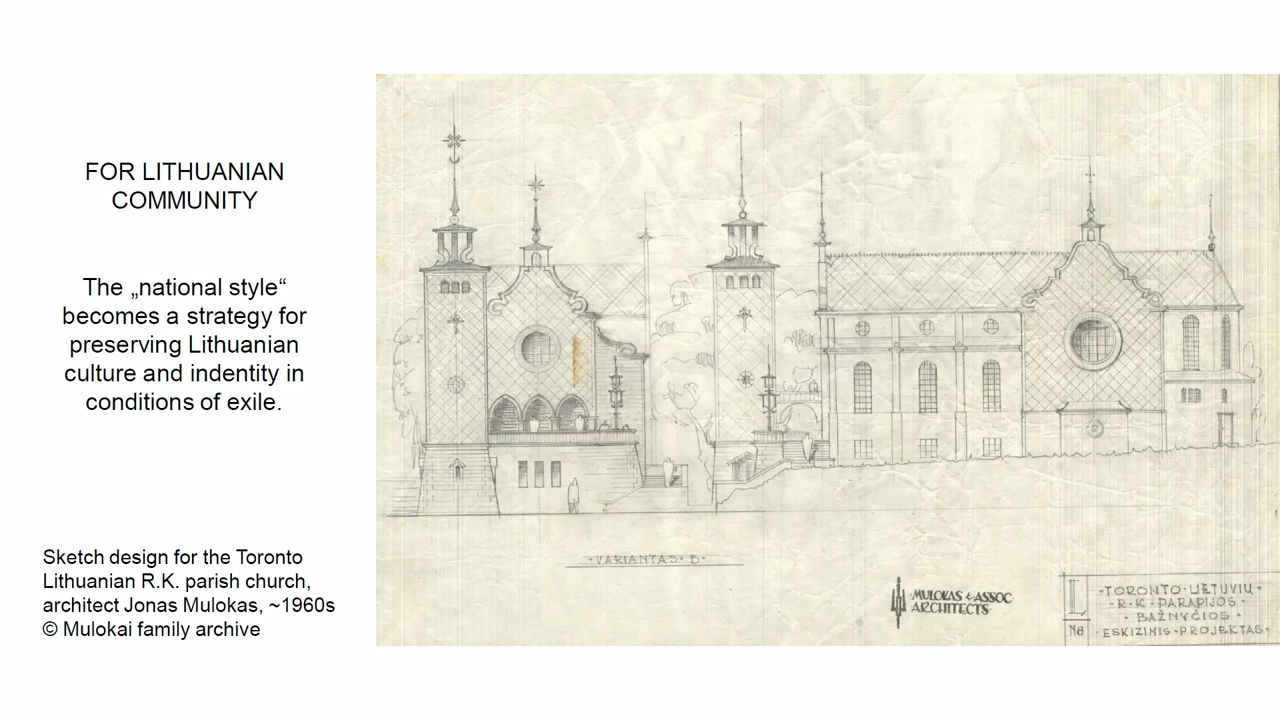 FOR LITHUANIAN
COMMUNITY
The „national style“
becomes a strategy for
preserving Lithuanian
culture and indentity in
conditions of exile.
Sketch design for the Toronto
Lithuanian R.K. parish church,
architect Jonas Mulokas, ~1960s
© Mulokai family archive
·VARIANTAS· B·
MULOKAS & ASSOC
ARCHITECTS·
·TORONTO·LIETUVIŲ·
·R·K·PARAPIJOS·
·BAŽNYČIOS·
№ ·ESKIZINIS·PROJEKTAS·